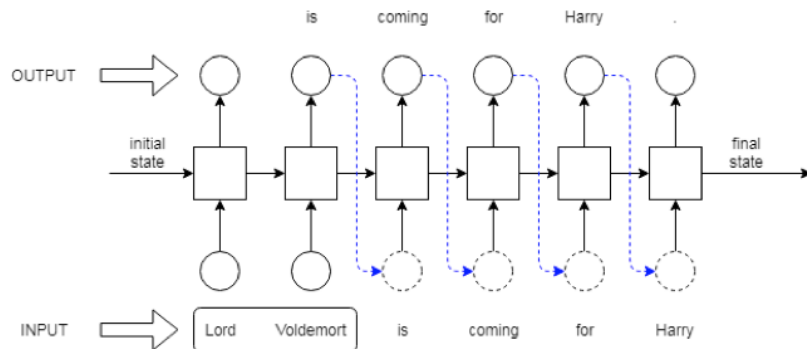 is coming for Harry .
OUTPUT
initial
state
final
state
INPUT Lord Voldemort is coming for Harry